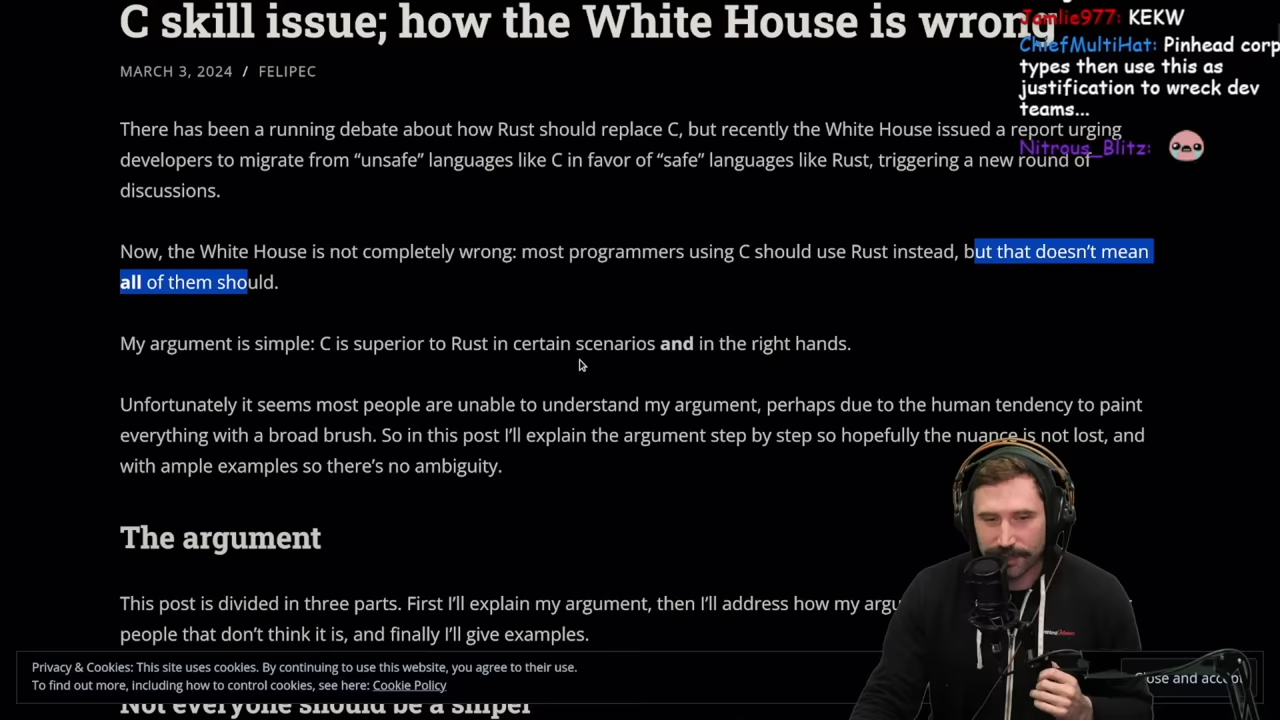 C skill issue; how the White House is wrong
MARCH 3, 2024 / FELIPEC
Jamlie977: KEKW
ChiefMultiHat: Pinhead corp
types then use this as
justification to wreck dev
teams...
Nitrous_Blitz:
There has been a running debate about how Rust should replace C, but recently the White House issued a report urging
developers to migrate from “unsafe” languages like C in favor of “safe” languages like Rust, triggering a new round of
discussions.
Now, the White House is not completely wrong: most programmers using C should use Rust instead, but that doesn’t mean
all of them should.
My argument is simple: C is superior to Rust in certain scenarios and in the right hands.
Unfortunately it seems most people are unable to understand my argument, perhaps due to the human tendency to paint
everything with a broad brush. So in this post I’ll explain the argument step by step so hopefully the nuance is not lost, and
with ample examples so there’s no ambiguity.
The argument
This post is divided in three parts. First I’ll explain my argument, then I’ll address how my argu
people that don’t think it is, and finally I’ll give examples.
Privacy & Cookies: This site uses cookies. By continuing to use this website, you agree to their use.
To find out more, including how to control cookies, see here: Cookie Policy
Close and accept
Not everyone should be a sniper